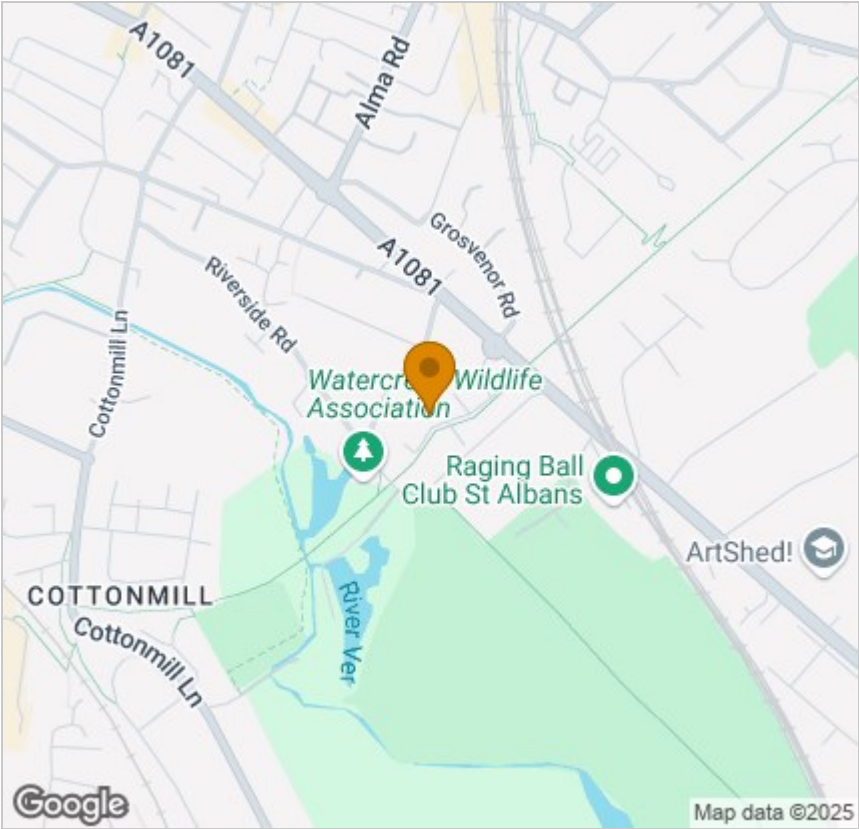 A1081
Alma Rd
Grosvenor Rd
A1081
Riverside Rd
Cottonmill Ln
Wildlife
Association
Raging Ball
Club St Albans
ArtShed!
COTTONMILL
River Ver
Cottonmill Ln
Google
Map data ©2025